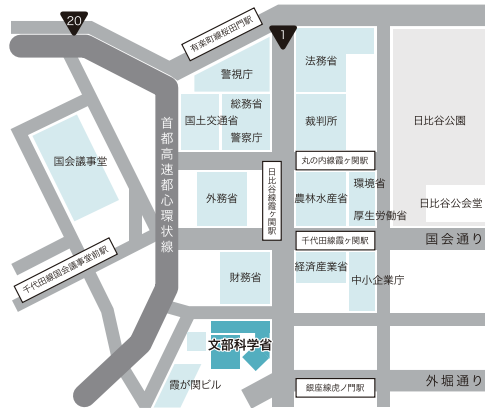 20
有楽町線桜田門駅
1
警視庁
法務省
総務省
国土交通省
裁判所
警察庁
日比谷公園
首都高速都心環状線
国会議事堂
丸の内線霞ヶ関駅
日比谷線霞ヶ関駅
環境省
外務省
農林水産省
日比谷公会堂
厚生労働省
千代田線霞ヶ関駅
国会通り
千代田線国会議事堂前駅
経済産業省
財務省
中小企業庁
文部科学省
霞が関ビル
銀座線虎ノ門駅
外堀通り